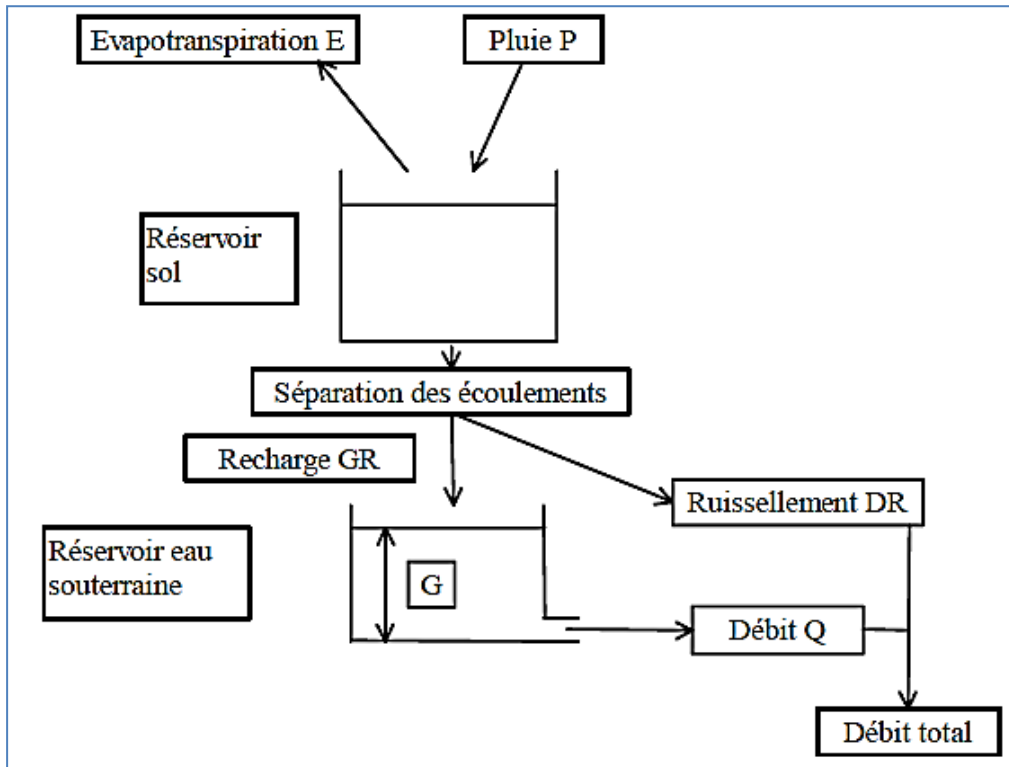 Evapotranspiration E
Pluie P
Réservoir
sol
Séparation des écoulements
Recharge GR
Ruissellement DR
Réservoir eau
souterraine
G
Débit Q
Débit total